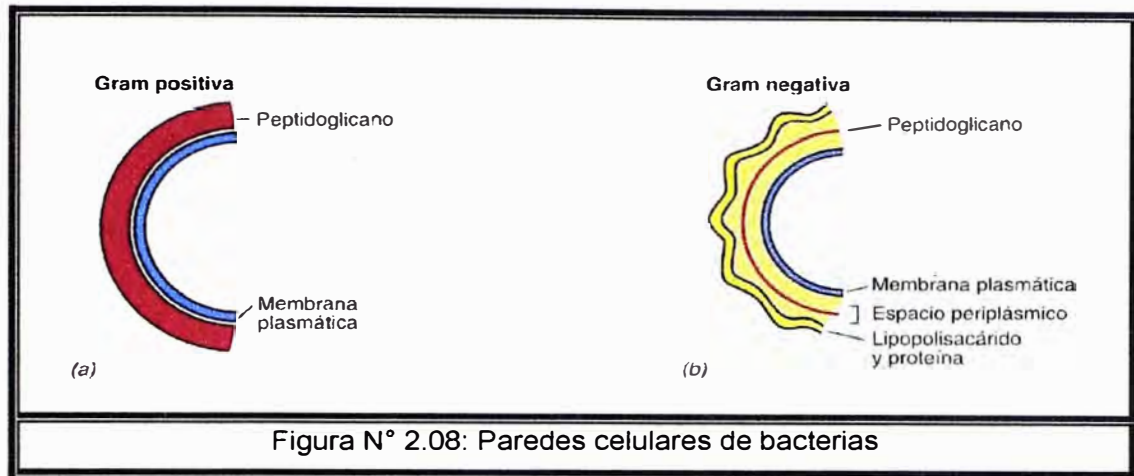 Gram positiva
Peptidoglicano
Membrana
plasmática
(a)
Gram negativa
Peptidoglicano
Membrana plasmática
Espacio periplásmico
Lipopolisacárido
y proteína
(b)
Figura N° 2.08: Paredes celulares de bacterias